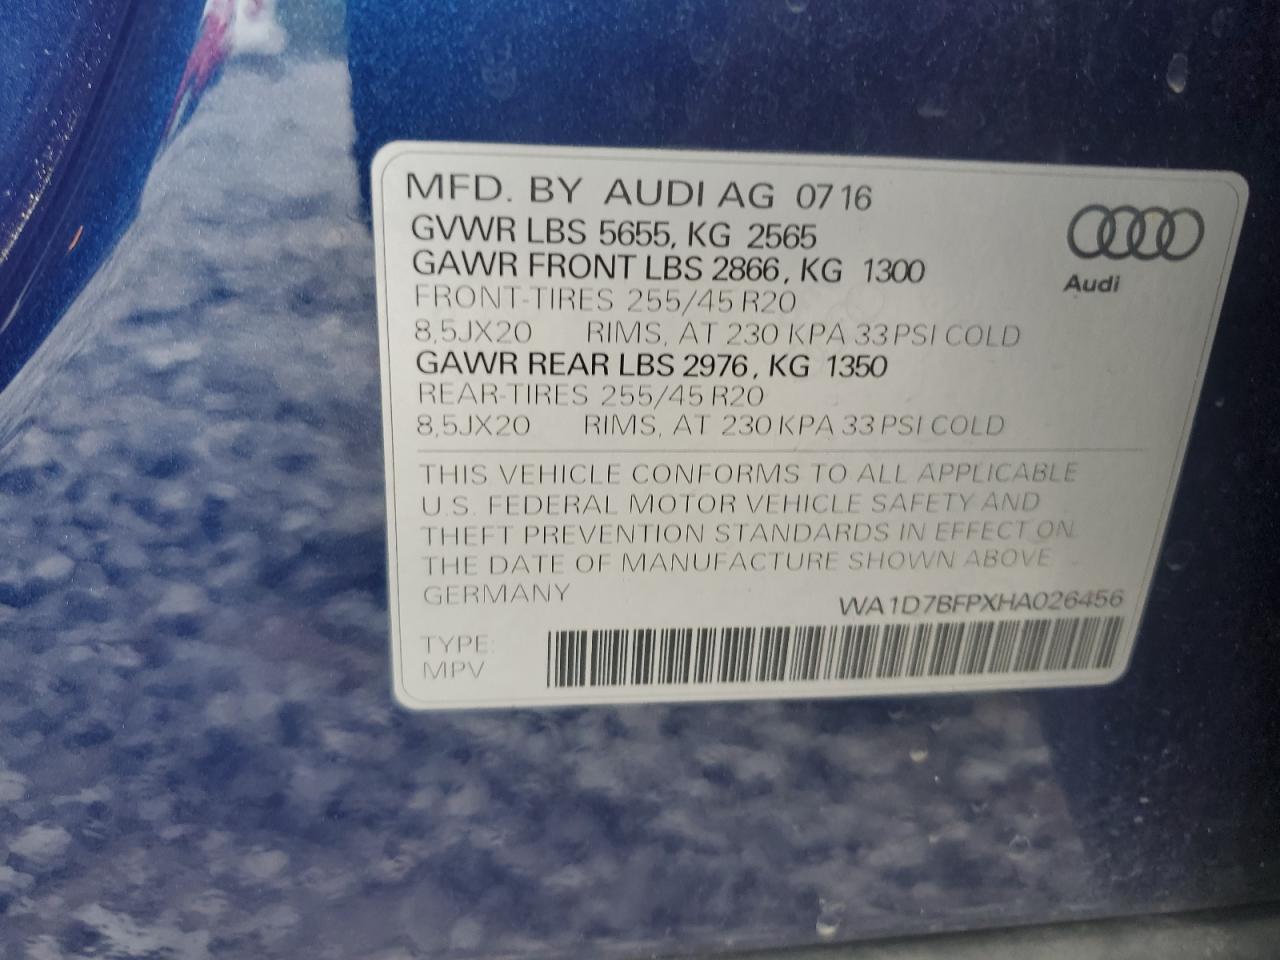 MFD. BY AUDI AG 07 16
GVWR LBS 5655, KG 2565
GAWR FRONT LBS 2866, KG 1300
FRONT-TIRES 255/45 R20
8,5JX20 RIMS, AT 230 KPA 33 PSI COLD
GAWR REAR LBS 2976, KG 1350
REAR-TIRES 255/45 R20
8,5JX20 RIMS, AT 230 KPA 33 PSI COLD
Audi
THIS VEHICLE CONFORMS TO ALL APPLICABLE
U.S. FEDERAL MOTOR VEHICLE SAFETY AND
THEFT PREVENTION STANDARDS IN EFFECT ON
THE DATE OF MANUFACTURE SHOWN ABOVE
GERMANY
WA1D7BFPXHA026456
TYPE:
MPV